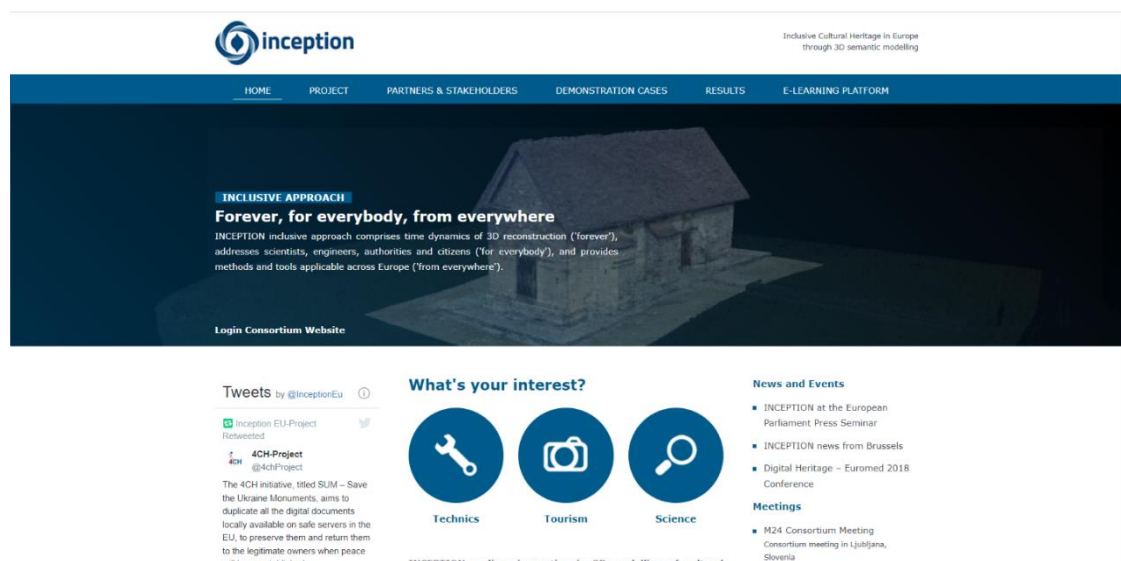 inception
Inclusive Cultural Heritage in Europe
through 3D semantic modelling
HOME PROJECT PARTNERS & STAKEHOLDERS DEMONSTRATION CASES RESULTS E-LEARNING PLATFORM
INCLUSIVE APPROACH
Forever, for everybody, from everywhere
INCEPTION inclusive approach comprises time dynamics of 3D reconstruction ('forever'),
addresses scientists, engineers, authorities and citizens ('for everybody'), and provides
methods and tools applicable across Europe ('from everywhere').
Login Consortium Website
Tweets by @InceptionEu
Inception EU-Project
Retweeted
4CH
4CH-Project
@4chProject
The 4CH initiative, titled SUM – Save
the Ukraine Monuments, aims to
duplicate all the digital documents
locally available on safe servers in the
EU, to preserve them and return them
to the legitimate owners when peace
What's your interest?
Technics Tourism Science
News and Events
INCEPTION at the European
Parliament Press Seminar
INCEPTION news from Brussels
Digital Heritage – Euromed 2018
Conference
Meetings
M24 Consortium Meeting
Consortium meeting in Ljubljana,
Slovenia